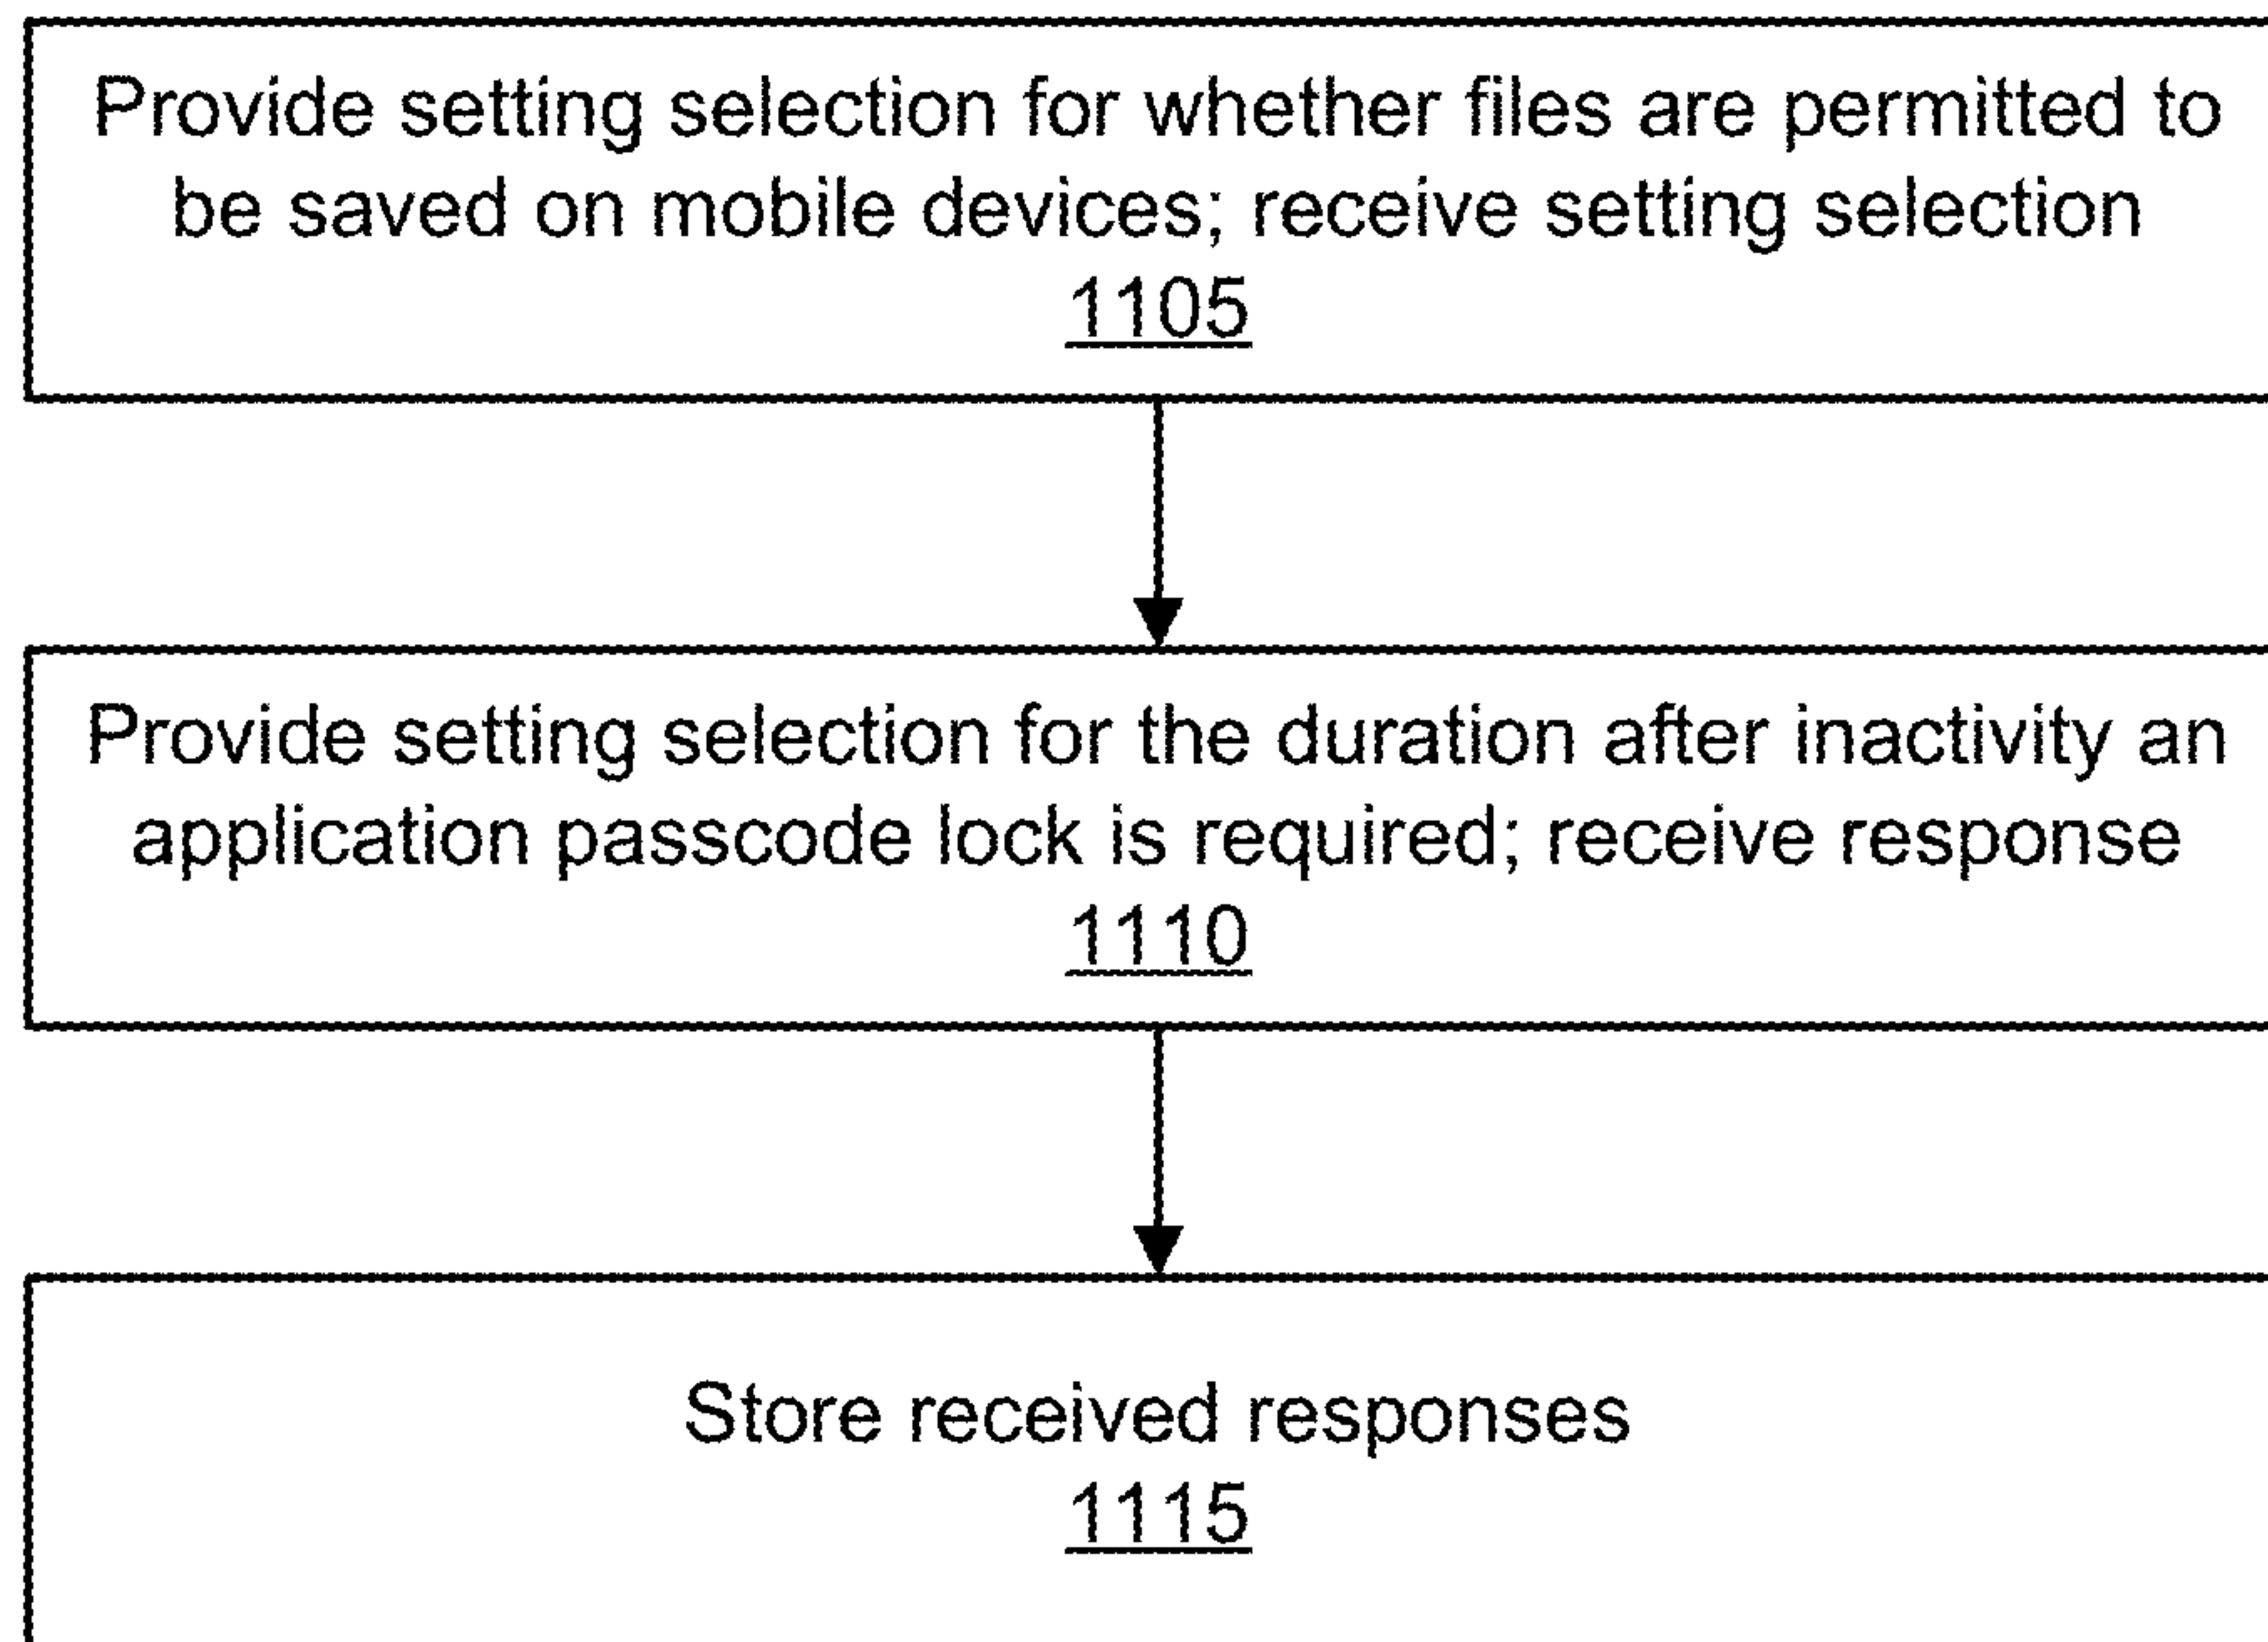 Provide setting selection for whether files are permitted to
be saved on mobile devices; receive setting selection
1105
Provide setting selection for the duration after inactivity an
application passcode lock is required; receive response
1110
Store received responses
1115